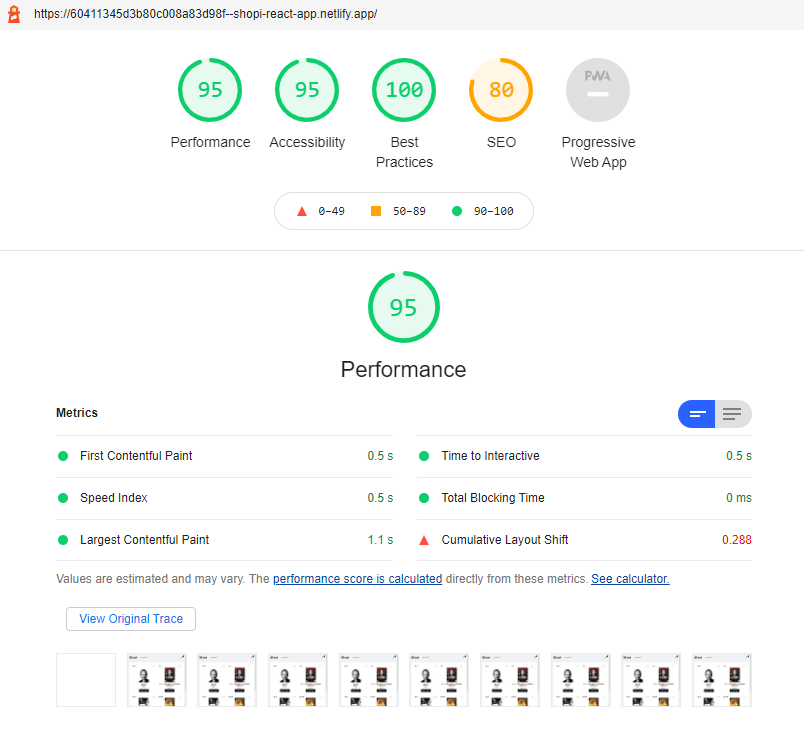 https://60411345d3b80c008a83d98f--shopi-react-app.netlify.app/
95 95 100 80 PWA
Performance Accessibility Best Practices SEO Progressive Web App
0–49 50–89 90–100
95
Performance
Metrics
First Contentful Paint 0.5 s Time to Interactive 0.5 s
Speed Index 0.5 s Total Blocking Time 0 ms
Largest Contentful Paint 1.1 s Cumulative Layout Shift 0.288
Values are estimated and may vary. The performance score is calculated directly from these metrics. See calculator.
View Original Trace